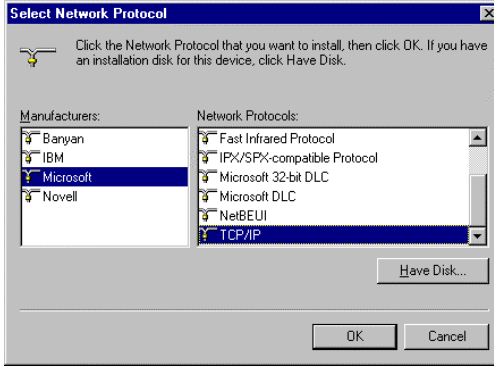 Select Network Protocol
Click the Network Protocol that you want to install, then click OK. If you have
an installation disk for this device, click Have Disk.
Manufacturers:
Banyan
IBM
Microsoft
Novell
Network Protocols:
Fast Infrared Protocol
IPX/SPX-compatible Protocol
Microsoft 32-bit DLC
Microsoft DLC
NetBEUI
TCP/IP
Have Disk...
OK
Cancel